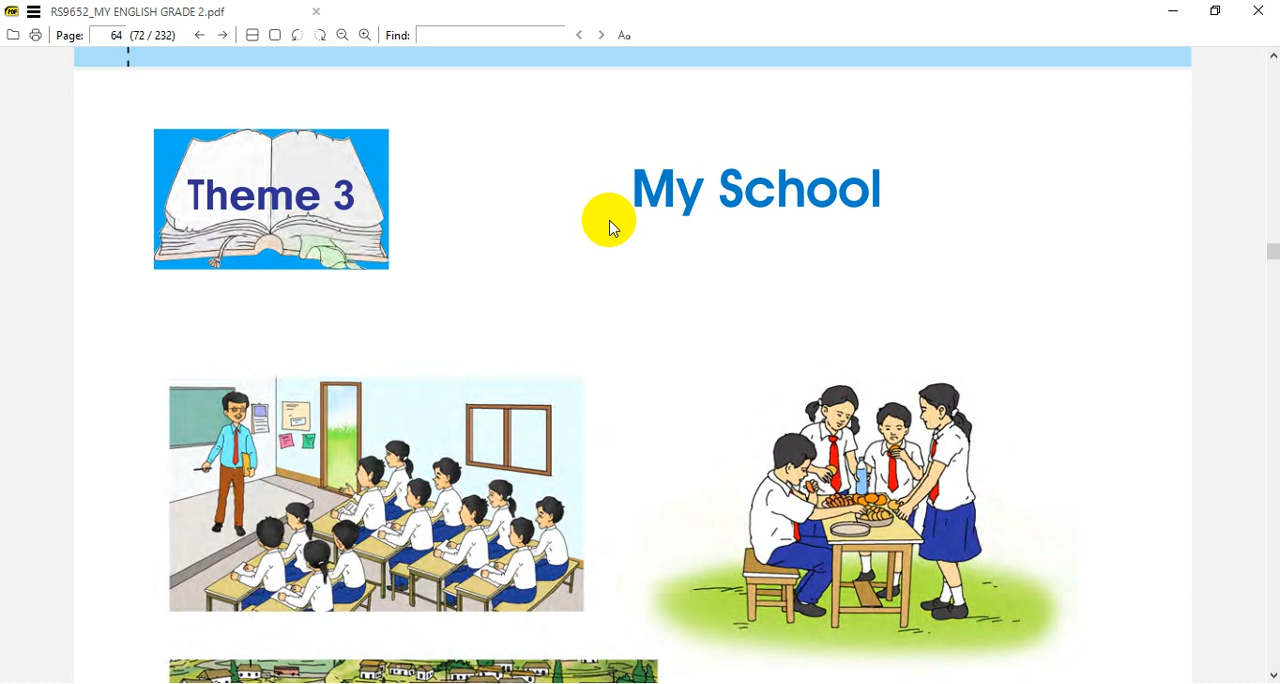 RS9652_MY ENGLISH GRADE 2.pdf
Page: 64 (72 / 232) Find:
Theme 3
My School